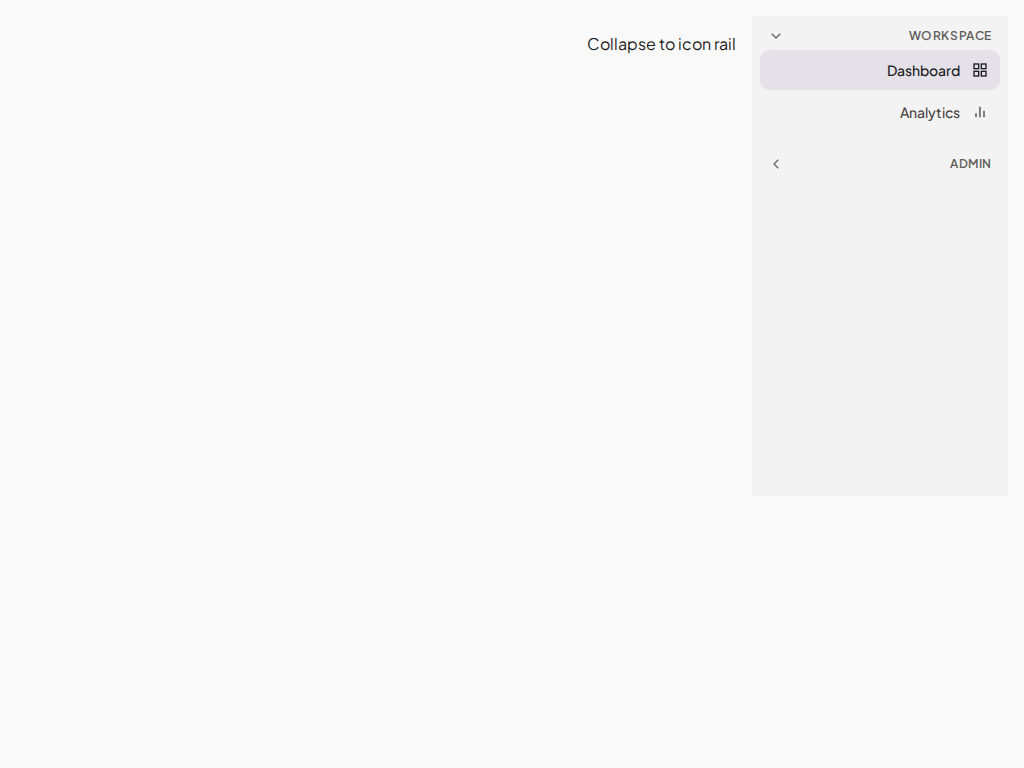 WORKSPACE
Dashboard
Analytics
ADMIN
Collapse to icon rail